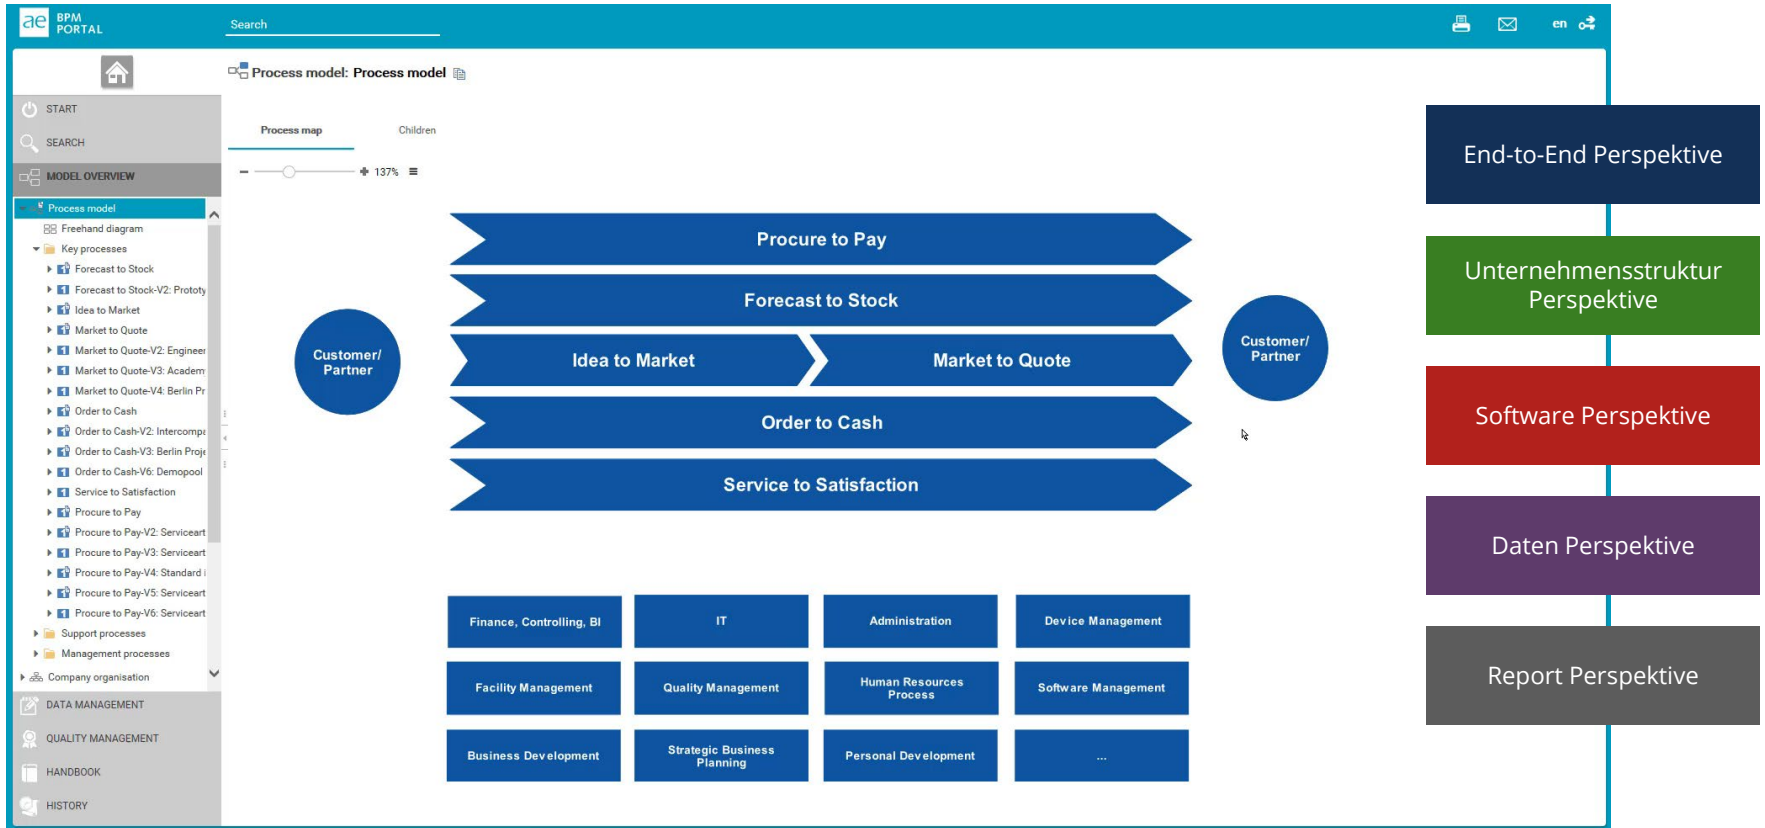 ae BPM
PORTAL
Search
en
Process model: Process model
START
SEARCH
MODEL OVERVIEW
Process model
Freehand diagram
Key processes
Forecast to Stock
Forecast to Stock-V2: Prototy
Idea to Market
Market to Quote
Market to Quote-V2: Engineer
Market to Quote-V3: Academ
Market to Quote-V4: Berlin Pr
Order to Cash
Order to Cash-V2: Intercompa
Order to Cash-V3: Berlin Proje
Order to Cash-V6: Demopool
Service to Satisfaction
Procure to Pay
Procure to Pay-V2: Serviceart
Procure to Pay-V3: Serviceart
Procure to Pay-V4: Standard i
Procure to Pay-V5: Serviceart
Procure to Pay-V6: Serviceart
Support processes
Management processes
Company organisation
DATA MANAGEMENT
QUALITY MANAGEMENT
HANDBOOK
HISTORY
Process map
Children
137%
Customer/
Partner
Procure to Pay
Forecast to Stock
Idea to Market
Market to Quote
Order to Cash
Service to Satisfaction
Customer/
Partner
Finance, Controlling, BI
IT
Administration
Device Management
Facility Management
Quality Management
Human Resources
Process
Software Management
Business Development
Strategic Business
Planning
Personal Development
...
End-to-End Perspektive
Unternehmensstruktur
Perspektive
Software Perspektive
Daten Perspektive
Report Perspektive